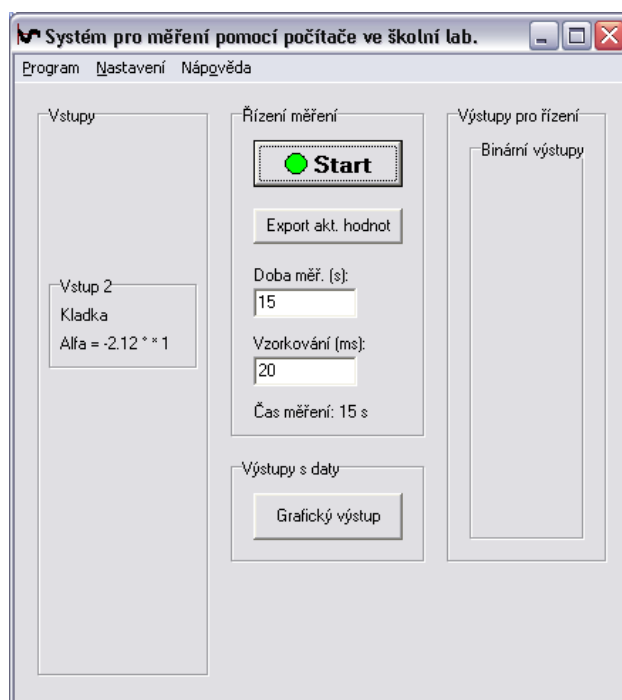 Systém pro měření pomocí počítače ve školní lab.
Program Nastavení Nápověda
Vstupy
Vstup 2
Kladka
Alfa = -2.12 ° * 1
Řízení měření
Start
Export akt. hodnot
Doba měř. (s):
15
Vzorkování (ms):
20
Čas měření: 15 s
Výstupy s daty
Grafický výstup
Výstupy pro řízení
Binární výstupy